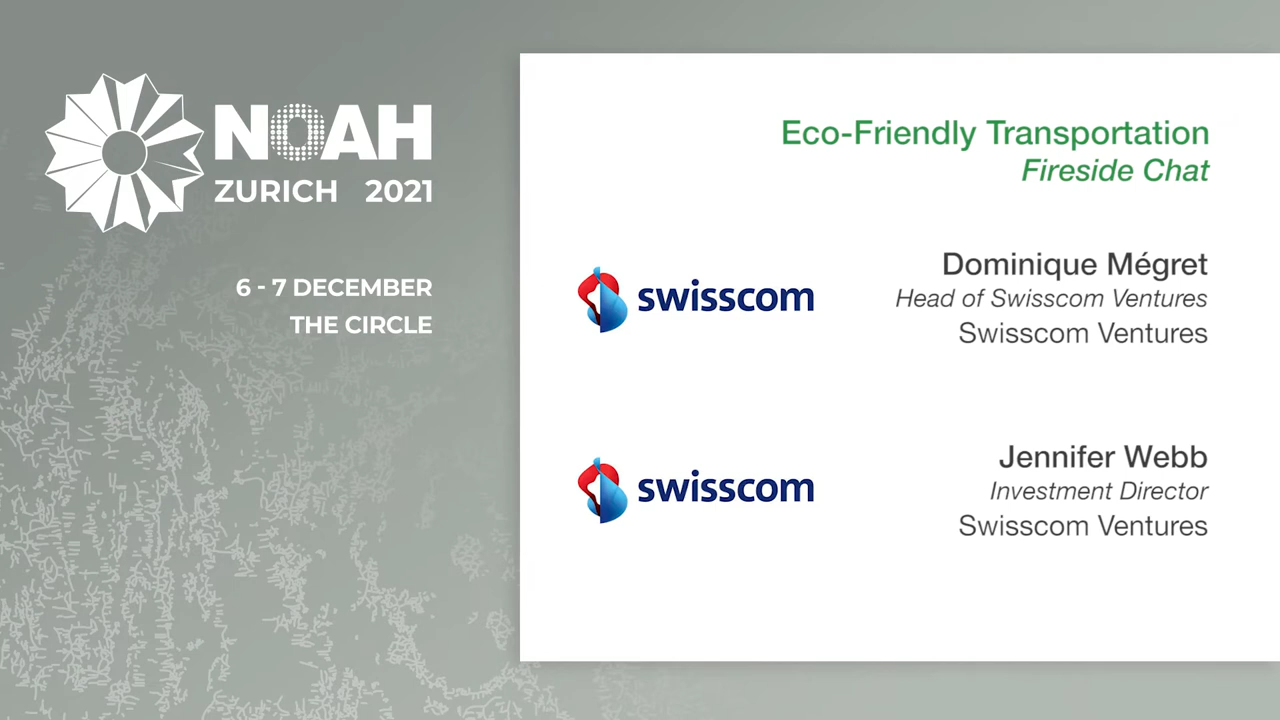 NOAH
ZURICH 2021
6 - 7 DECEMBER
THE CIRCLE
Eco-Friendly Transportation
Fireside Chat
swisscom
Dominique Mégret
Head of Swisscom Ventures
Swisscom Ventures
swisscom
Jennifer Webb
Investment Director
Swisscom Ventures